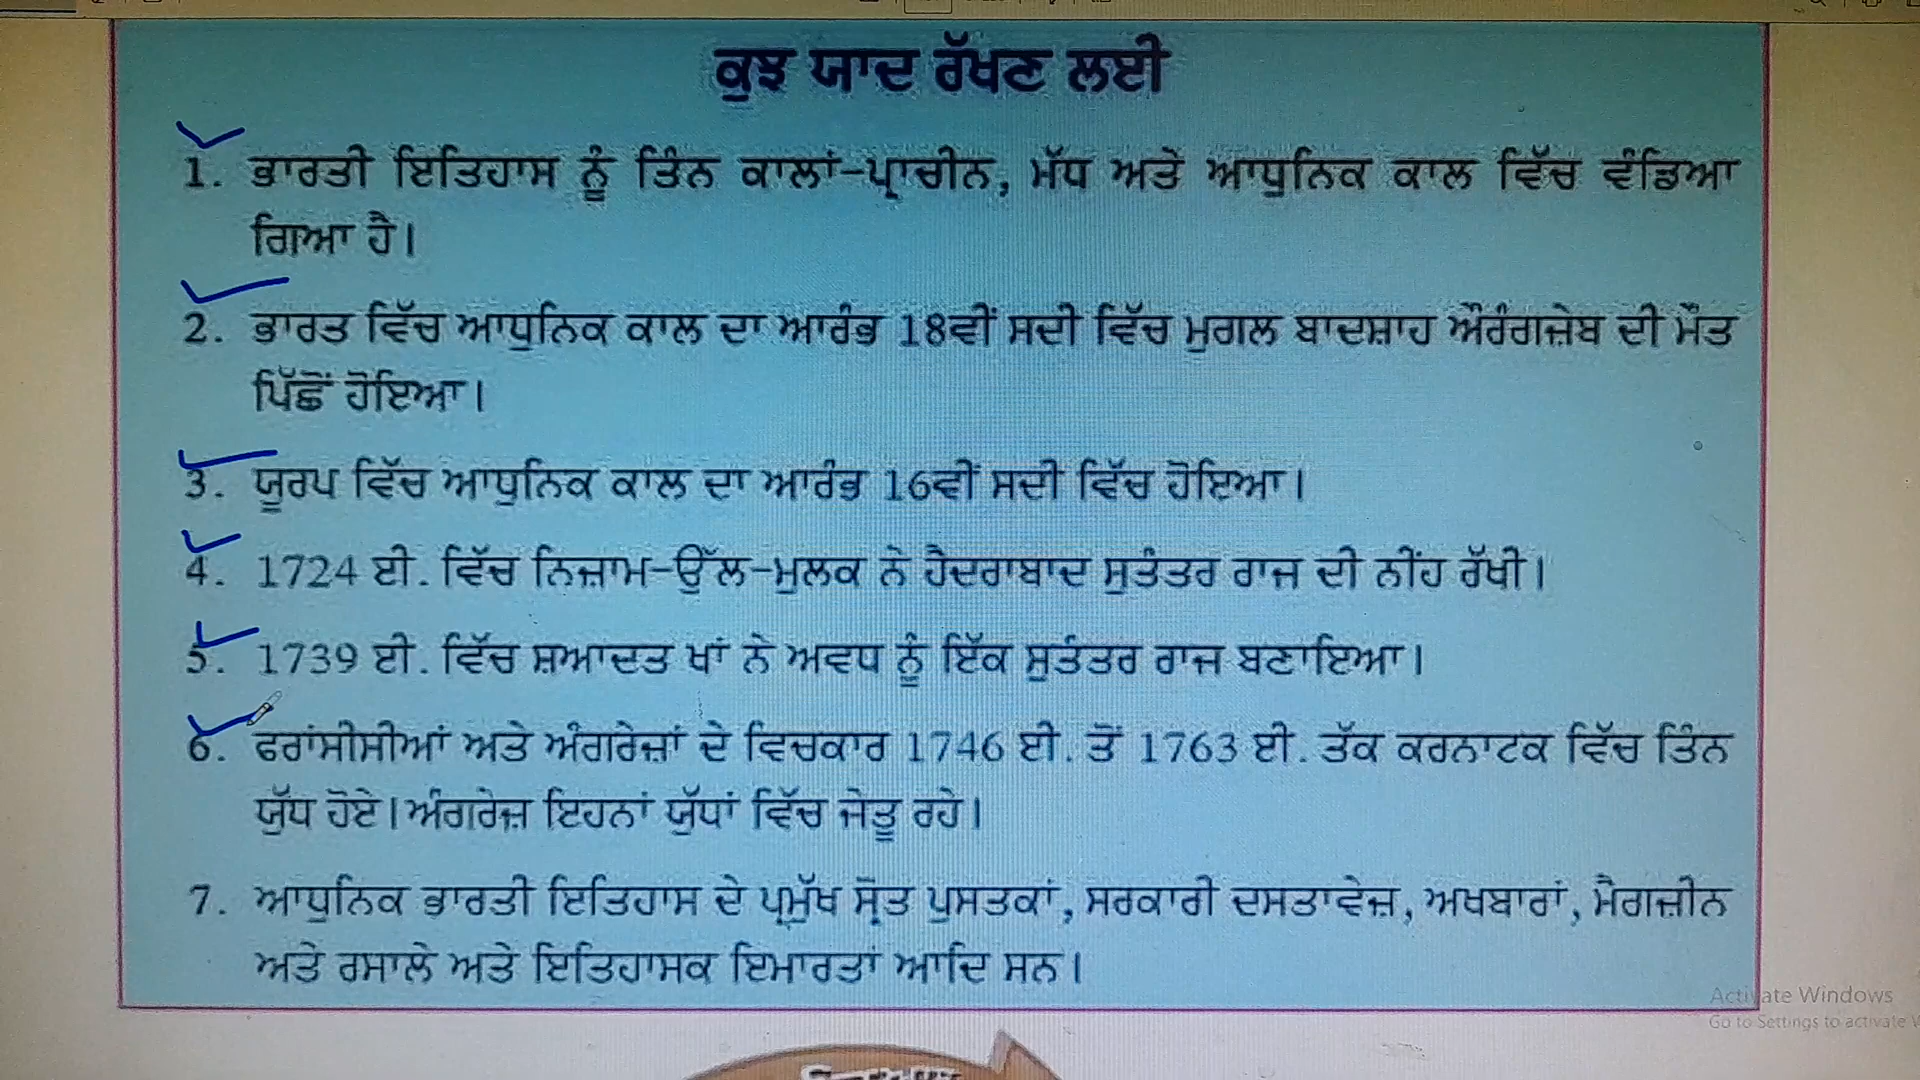 ਕੁਝ ਯਾਦ ਰੱਖਣ ਲਈ
1. ਭਾਰਤੀ ਇਤਿਹਾਸ ਨੂੰ ਤਿੰਨ ਕਾਲਾਂ-ਪ੍ਰਾਚੀਨ, ਮੱਧ ਅਤੇ ਆਧੁਨਿਕ ਕਾਲ ਵਿੱਚ ਵੰਡਿਆ
ਗਿਆ ਹੈ।
2. ਭਾਰਤ ਵਿੱਚ ਆਧੁਨਿਕ ਕਾਲ ਦਾ ਆਰੰਭ 18ਵੀਂ ਸਦੀ ਵਿੱਚ ਮੁਗਲ ਬਾਦਸ਼ਾਹ ਔਰੰਗਜ਼ੇਬ ਦੀ ਮੌਤ
ਪਿੱਛੋਂ ਹੋਇਆ।
3. ਯੂਰਪ ਵਿੱਚ ਆਧੁਨਿਕ ਕਾਲ ਦਾ ਆਰੰਭ 16ਵੀਂ ਸਦੀ ਵਿੱਚ ਹੋਇਆ।
4. 1724 ਈ. ਵਿੱਚ ਨਿਜ਼ਾਮ-ਉੱਲ-ਮੁਲਕ ਨੇ ਹੈਦਰਾਬਾਦ ਸੁਤੰਤਰ ਰਾਜ ਦੀ ਨੀਂਹ ਰੱਖੀ।
5. 1739 ਈ. ਵਿੱਚ ਸ਼ਆਦਤ ਖਾਂ ਨੇ ਅਵਧ ਨੂੰ ਇੱਕ ਸੁਤੰਤਰ ਰਾਜ ਬਣਾਇਆ।
6. ਫਰਾਂਸੀਸੀਆਂ ਅਤੇ ਅੰਗਰੇਜ਼ਾਂ ਦੇ ਵਿਚਕਾਰ 1746 ਈ. ਤੋਂ 1763 ਈ. ਤੱਕ ਕਰਨਾਟਕ ਵਿੱਚ ਤਿੰਨ
ਯੁੱਧ ਹੋਏ। ਅੰਗਰੇਜ਼ ਇਹਨਾਂ ਯੁੱਧਾਂ ਵਿੱਚ ਜੇਤੂ ਰਹੇ।
7. ਆਧੁਨਿਕ ਭਾਰਤੀ ਇਤਿਹਾਸ ਦੇ ਪ੍ਰਮੁੱਖ ਸ੍ਰੋਤ ਪੁਸਤਕਾਂ, ਸਰਕਾਰੀ ਦਸਤਾਵੇਜ਼, ਅਖਬਾਰਾਂ, ਮੈਗਜ਼ੀਨ
ਅਤੇ ਰਸਾਲੇ ਅਤੇ ਇਤਿਹਾਸਕ ਇਮਾਰਤਾਂ ਆਦਿ ਸਨ।
Activate Windows
Go to Settings to activate